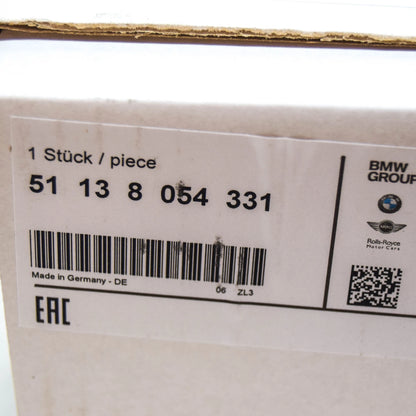 1 Stück / piece
51 13 8 054 331
Made in Germany - DE
06 ZL3
EAC
BMW
GROUP
Rolls-Royce
Motor Cars